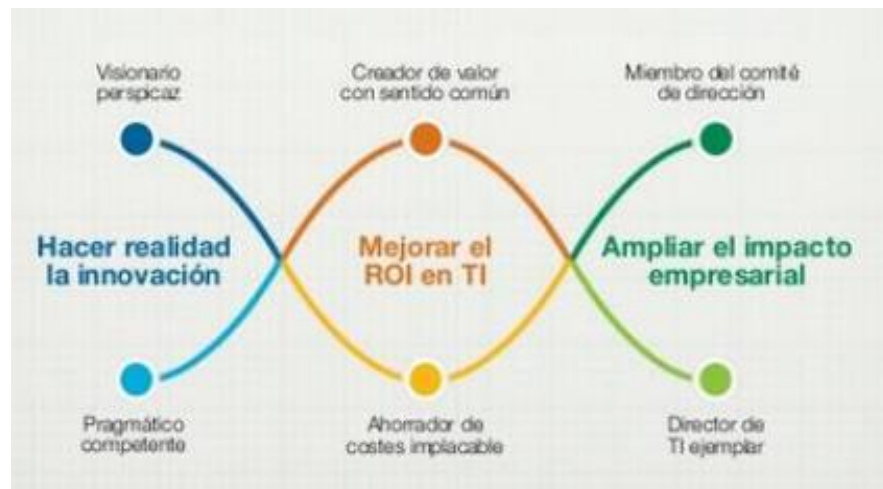 Visionario
perspicaz
Creador de valor
con sentido común
Miembro del comité
de dirección
Hacer realidad
la innovación
Mejorar el
ROI en TI
Ampliar el impacto
empresarial
Pragmático
competente
Ahorrador de
costes implacable
Director de
TI ejemplar